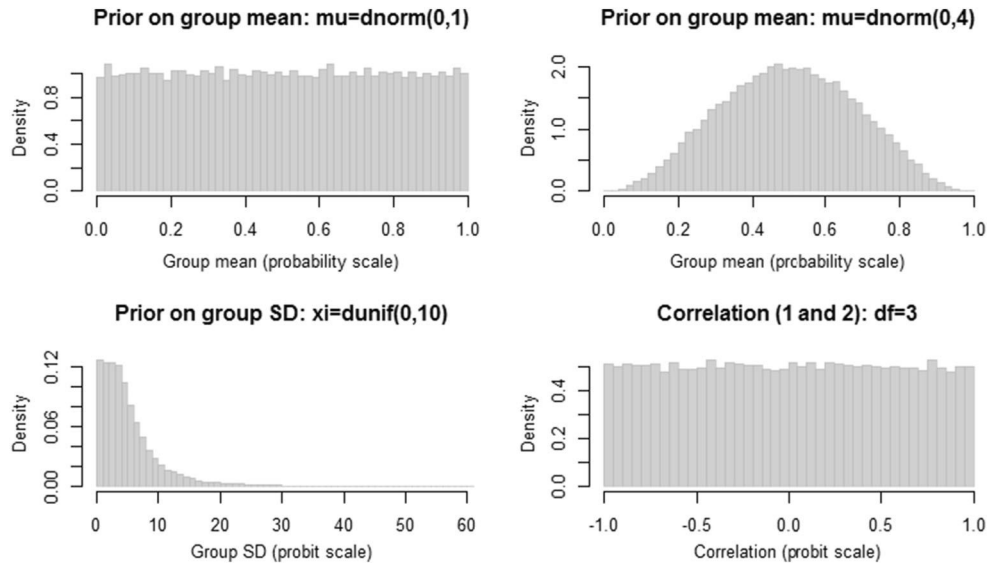 Prior on group mean: mu=dnorm(0,1)
Density
0.0 0.4 0.8
0.0 0.2 0.4 0.6 0.8 1.0
Group mean (probability scale)
Prior on group mean: mu=dnorm(0,4)
Density
0.0 1.0 2.0
0.0 0.2 0.4 0.6 0.8 1.0
Group mean (probability scale)
Prior on group SD: xi=dunif(0,10)
Density
0.00 0.06 0.12
0 10 20 30 40 50 60
Group SD (probit scale)
Correlation (1 and 2): df=3
Density
0.0 0.2 0.4
-1.0 -0.5 0.0 0.5 1.0
Correlation (probit scale)